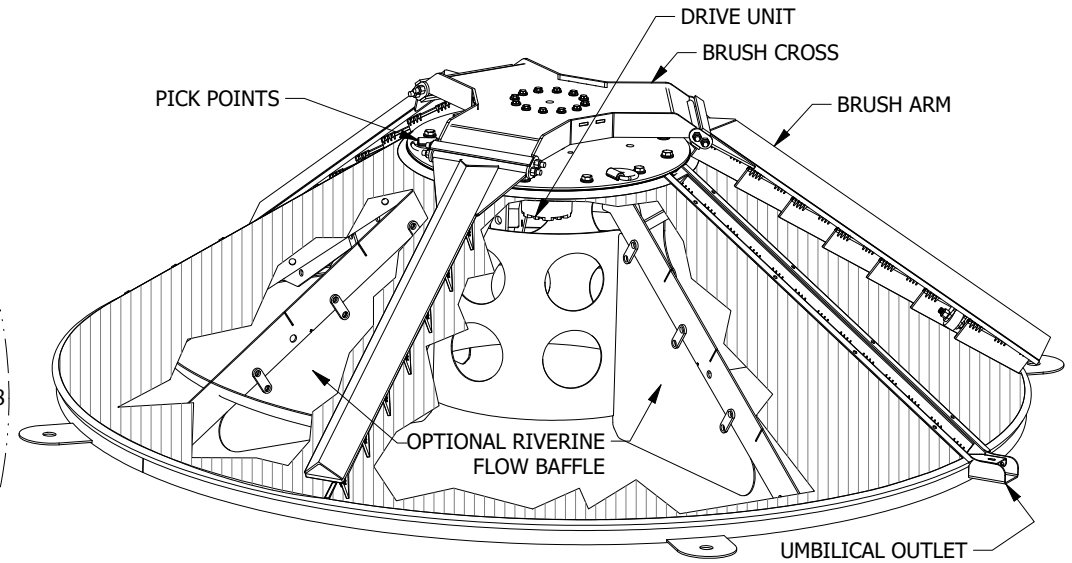 DRIVE UNIT
BRUSH CROSS
PICK POINTS
BRUSH ARM
OPTIONAL RIVERINE
FLOW BAFFLE
UMBILICAL OUTLET